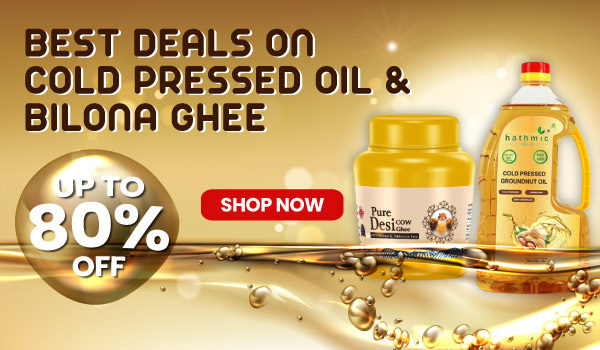 BEST DEALS ON
COLD PRESSED OIL &
BILONA GHEE
UP TO
80%
OFF
SHOP NOW
Pure
Desi COW
Ghee
hathmic
COLD PRESSED
GROUNDNUT OIL